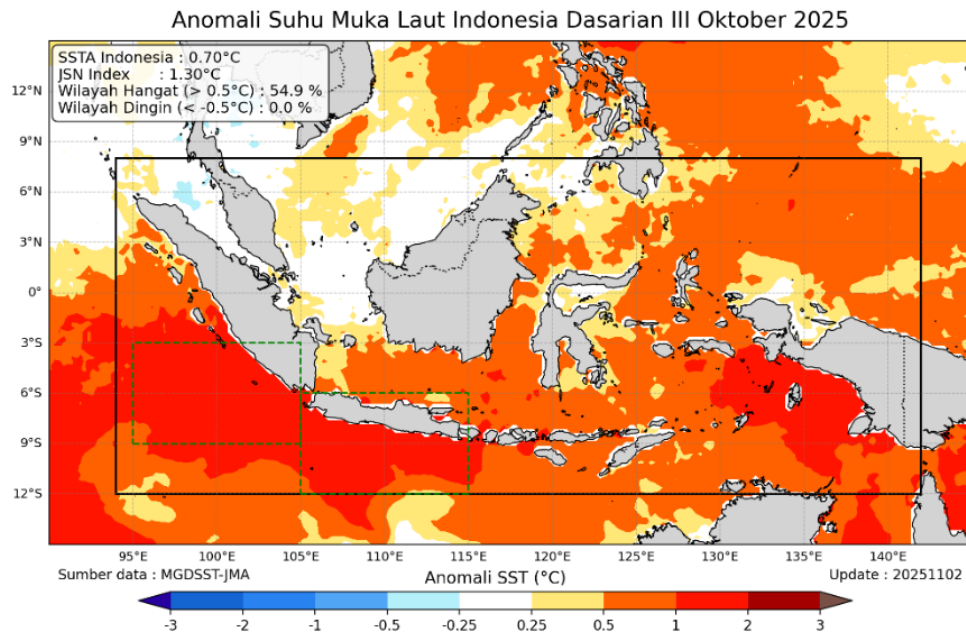 Anomali Suhu Muka Laut Indonesia Dasarian III Oktober 2025
SSTA Indonesia : 0.70°C
JSN Index : 1.30°C
Wilayah Hangat (> 0.5°C) : 54.9 %
Wilayah Dingin (< -0.5°C) : 0.0 %
12°N
9°N
6°N
3°N
0°
3°S
6°S
9°S
12°S
95°E 100°E 105°E 110°E 115°E 120°E 125°E 130°E 135°E 140°E
Sumber data : MGDSST-JMA
Anomali SST (°C)
Update : 20251102
-3 -2 -1 -0.5 -0.25 0.25 0.5 1 2 3